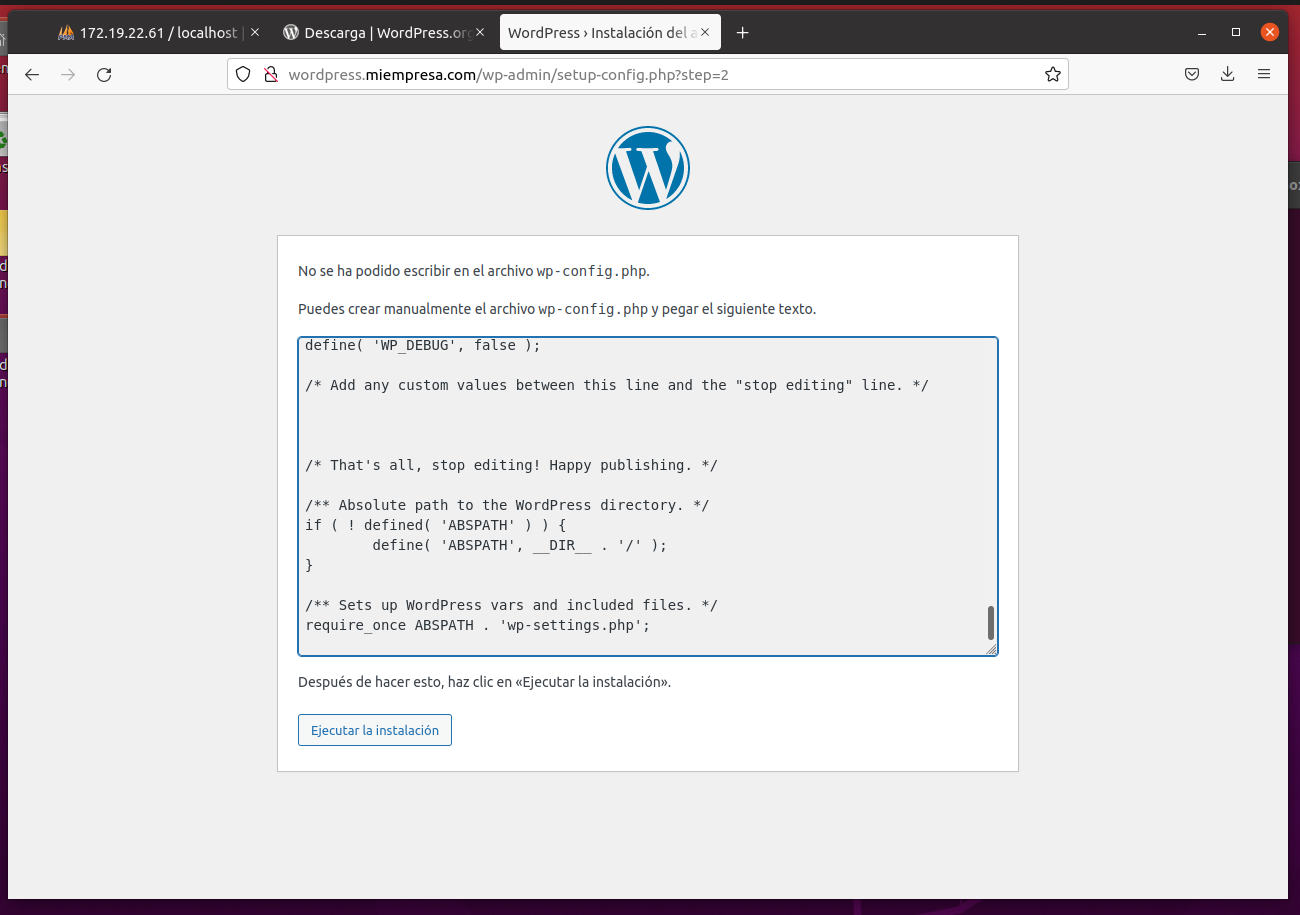 172.19.22.61 / localhost
Descarga | WordPress.org
WordPress › Instalación del a
wordpress.miempresa.com/wp-admin/setup-config.php?step=2
No se ha podido escribir en el archivo wp-config.php.
Puedes crear manualmente el archivo wp-config.php y pegar el siguiente texto.
define( 'WP_DEBUG', false );
/* Add any custom values between this line and the "stop editing" line. */
/* That's all, stop editing! Happy publishing. */
/** Absolute path to the WordPress directory. */
if ( ! defined( 'ABSPATH' ) ) {
define( 'ABSPATH', __DIR__ . '/' );
}
/** Sets up WordPress vars and included files. */
require_once ABSPATH . 'wp-settings.php';
Después de hacer esto, haz clic en «Ejecutar la instalación».
Ejecutar la instalación